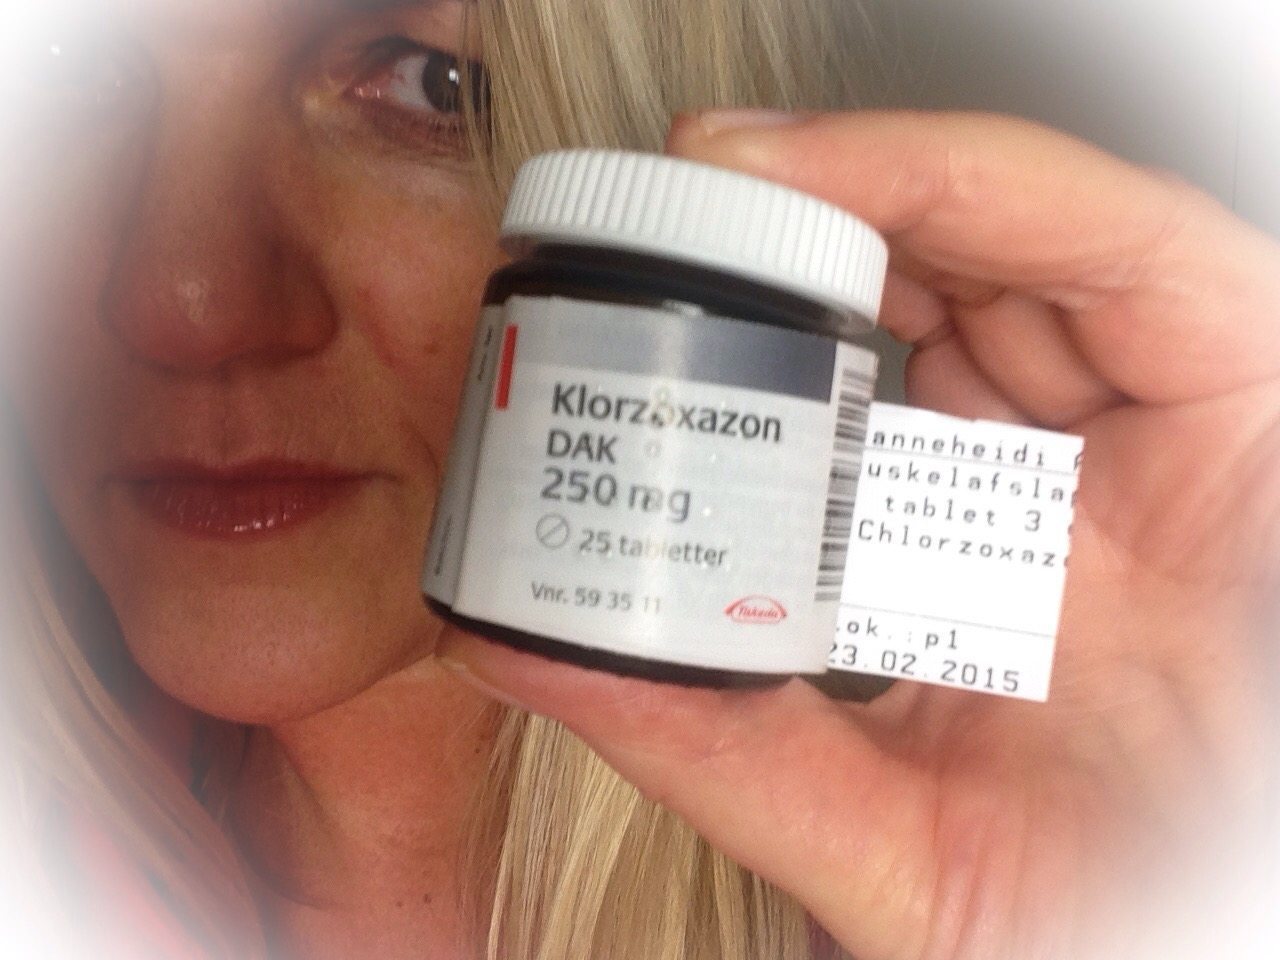 Klorzoxazon
DAK
250 mg
25 tabletter
Vnr. 59 35 11
Takeda
anneheidi
uskelafsla
tablet 3
Chlorzoxaz
ok.:p1
23.02.2015